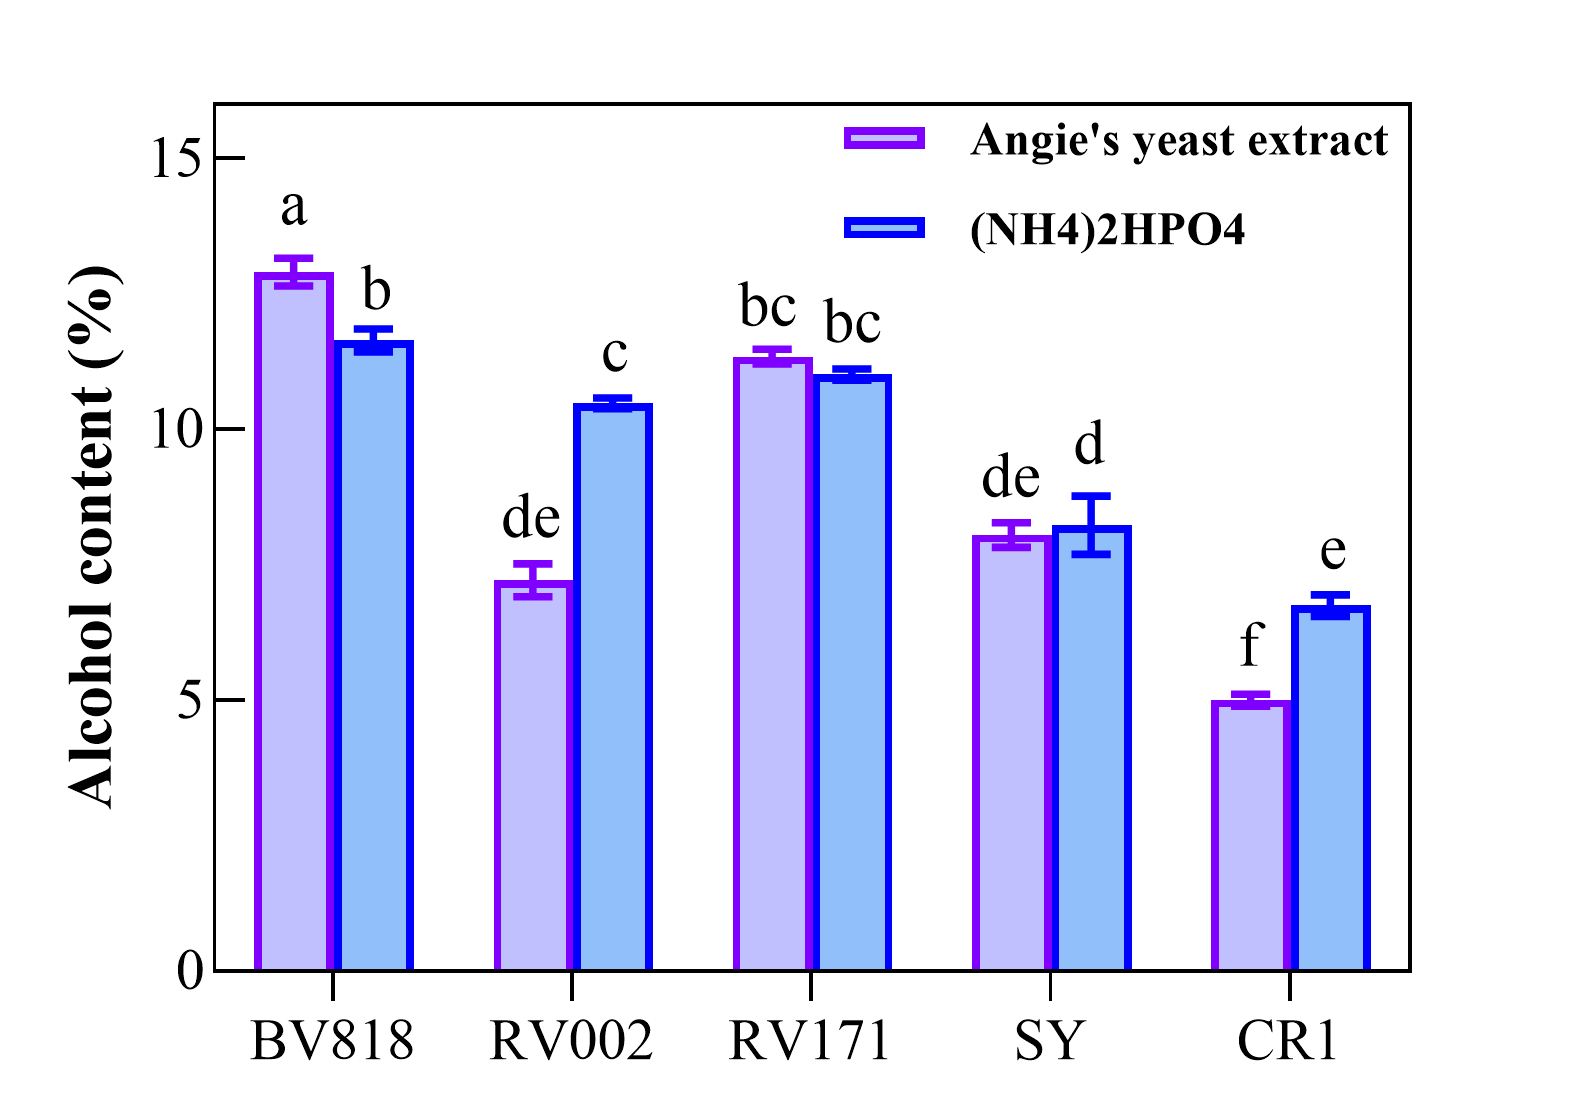 Angie's yeast extract
(NH4)2HPO4
Alcohol content (%)
15
10
5
0
a
b
de
c
bc
bc
de
d
f
e
BV818
RV002
RV171
SY
CR1